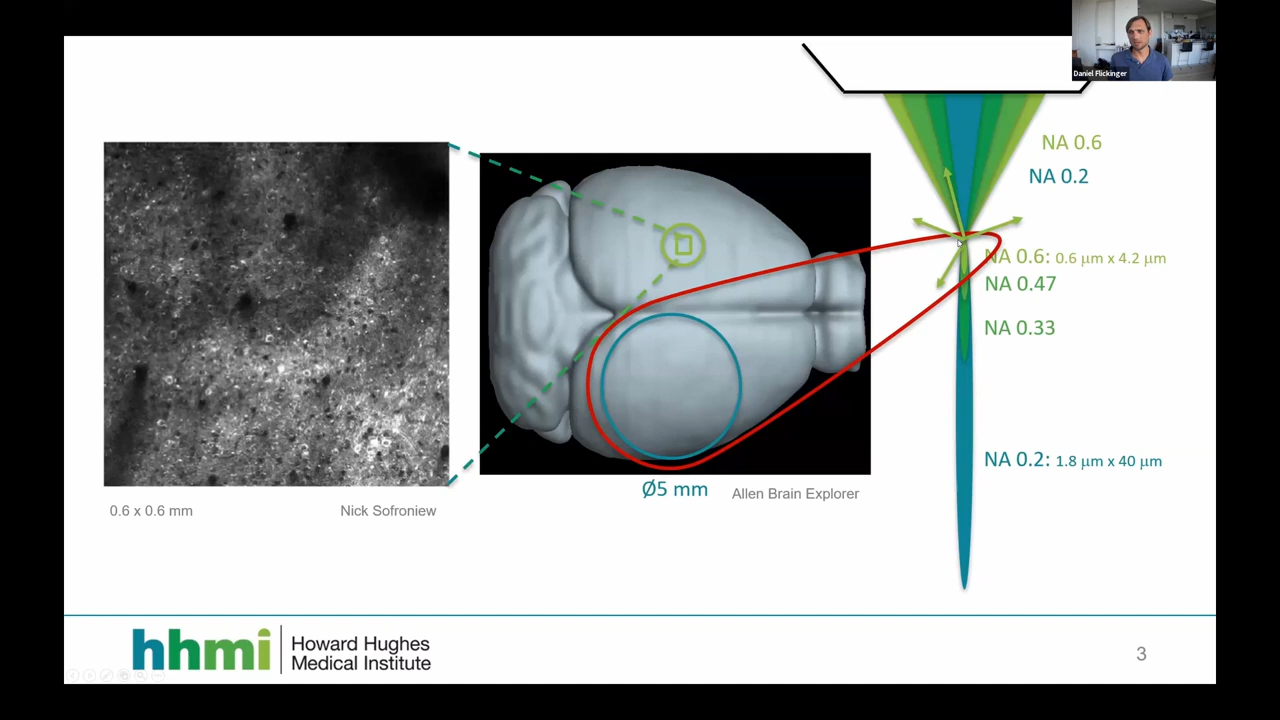 Daniel Flickinger
NA 0.6
NA 0.2
NA 0.6: 0.6 µm x 4.2 µm
NA 0.47
NA 0.33
NA 0.2: 1.8 µm x 40 µm
Ø5 mm
Allen Brain Explorer
0.6 x 0.6 mm
Nick Sofroniew
hhmi
Howard Hughes
Medical Institute
3